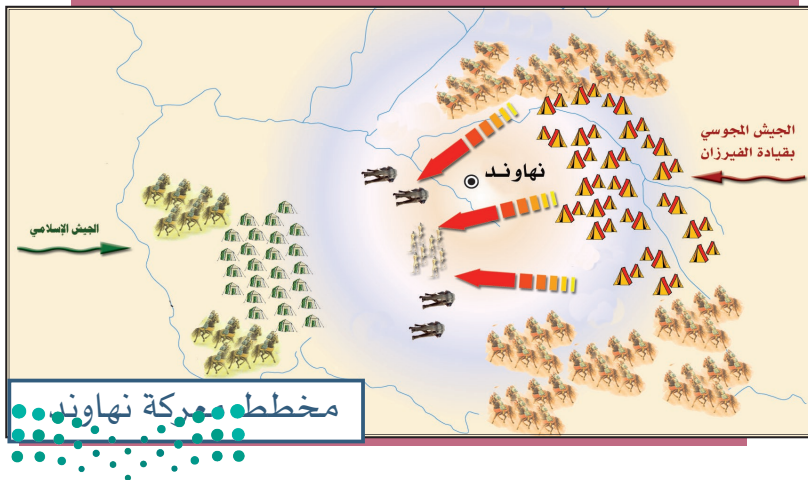 الجيش المجوسي
بقيادة الفيرزان
نهاوند
الجيش الإسلامي
مخطط معركة نهاوند